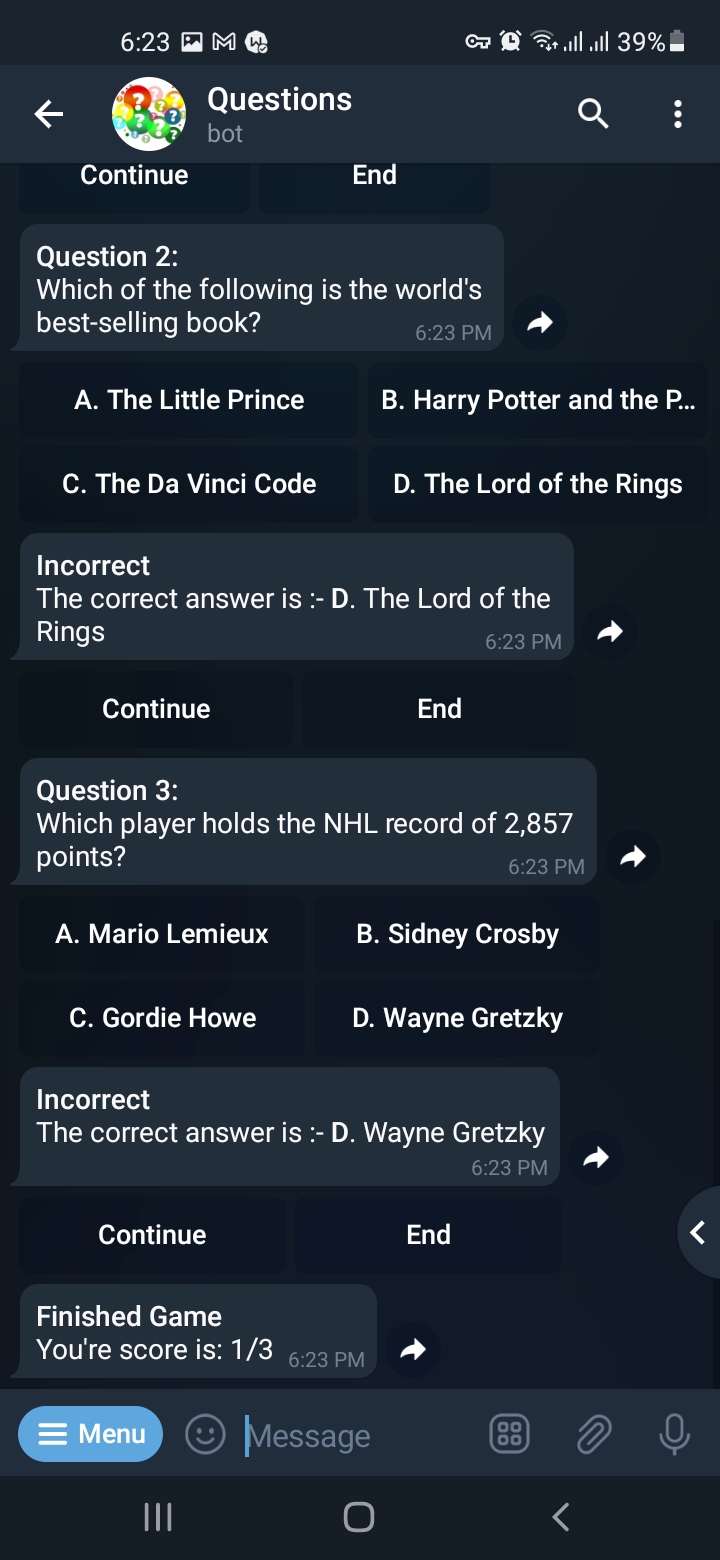 6:23 39%
Questions
bot
Continue End
Question 2:
Which of the following is the world's
best-selling book? 6:23 PM
A. The Little Prince B. Harry Potter and the P...
C. The Da Vinci Code D. The Lord of the Rings
Incorrect
The correct answer is :- D. The Lord of the
Rings 6:23 PM
Continue End
Question 3:
Which player holds the NHL record of 2,857
points? 6:23 PM
A. Mario Lemieux B. Sidney Crosby
C. Gordie Howe D. Wayne Gretzky
Incorrect
The correct answer is :- D. Wayne Gretzky
6:23 PM
Continue End
Finished Game
You're score is: 1/3 6:23 PM
Menu Message